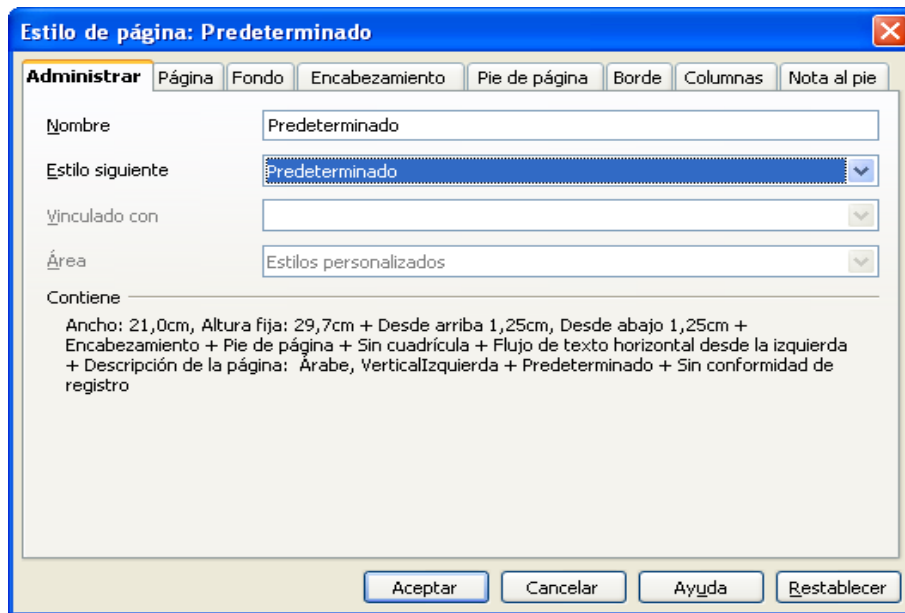 Estilo de página: Predeterminado
Administrar Página Fondo Encabezamiento Pie de página Borde Columnas Nota al pie
Nombre Predeterminado
Estilo siguiente Predeterminado
Vinculado con
Área Estilos personalizados
Contiene
Ancho: 21,0cm, Altura fija: 29,7cm + Desde arriba 1,25cm, Desde abajo 1,25cm +
Encabezamiento + Pie de página + Sin cuadrícula + Flujo de texto horizontal desde la izquierda
+ Descripción de la página: Árabe, VerticalIzquierda + Predeterminado + Sin conformidad de
registro
Aceptar Cancelar Ayuda Restablecer